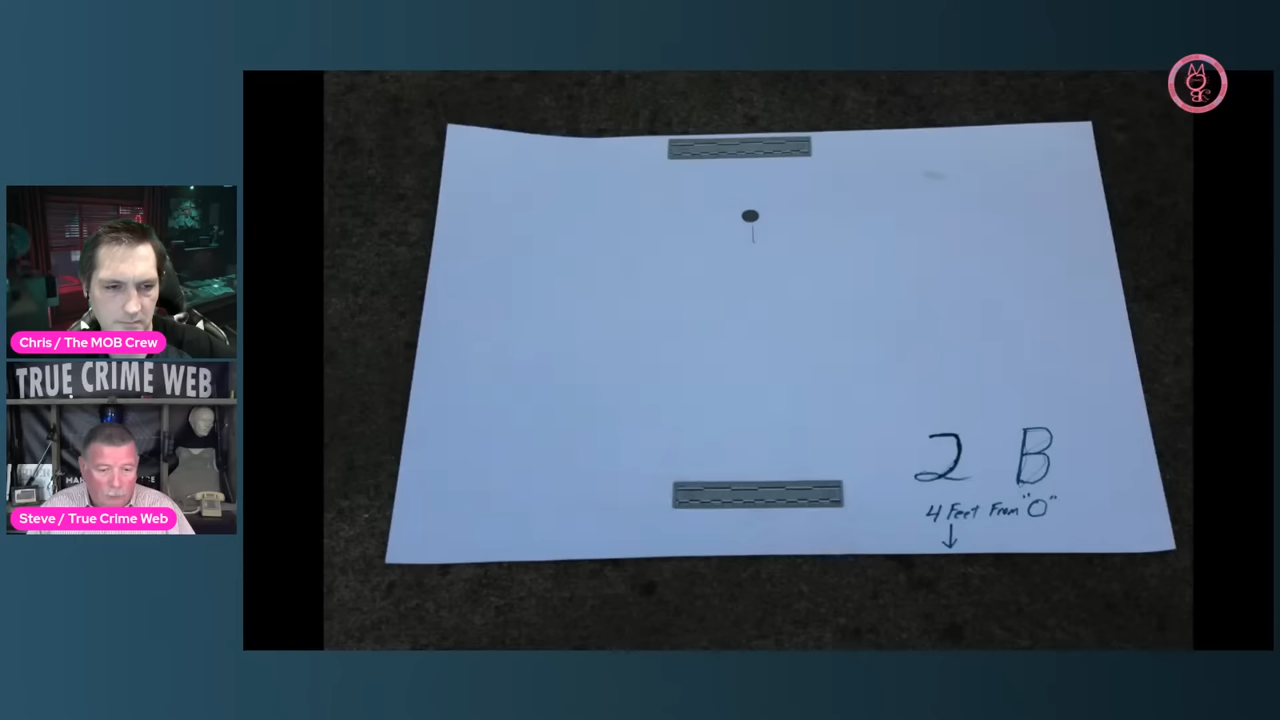 Chris / The MOB Crew
TRUE CRIME WEB
Steve / True Crime Web
2 B
4 Feet From "O"